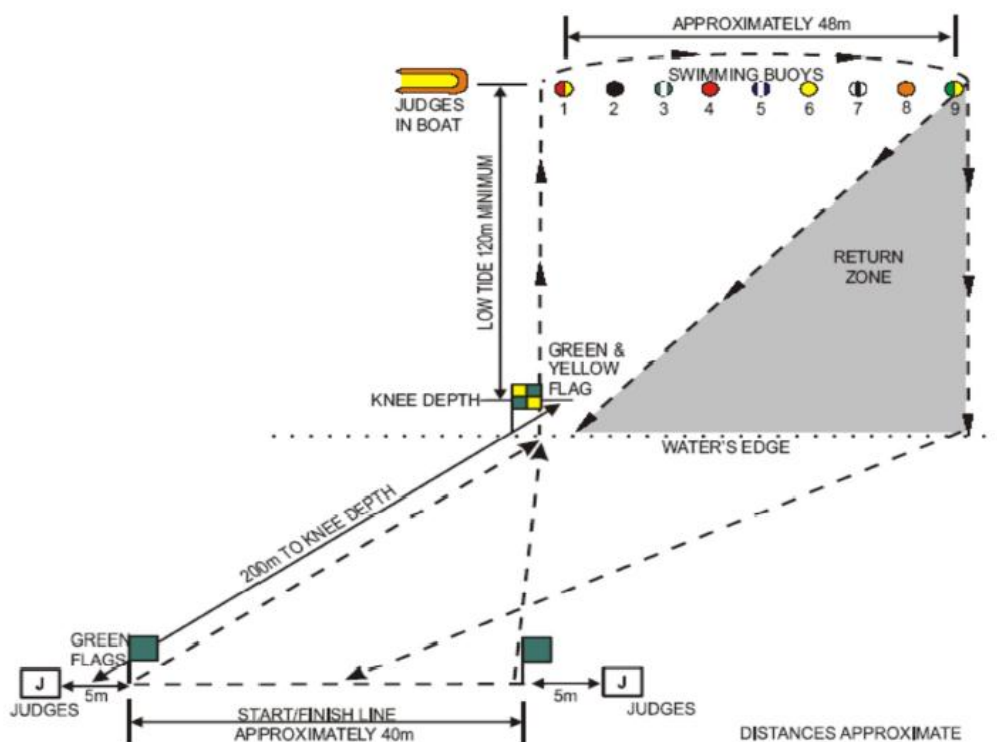 APPROXIMATELY 48m
SWIMMING BUOYS
JUDGES
IN BOAT
1 2 3 4 5 6 7 8 9
LOW TIDE 120m MINIMUM
RETURN
ZONE
GREEN &
YELLOW
FLAG
KNEE DEPTH
WATER'S EDGE
200m TO KNEE DEPTH
GREEN
FLAGS
J
5m
JUDGES
5m
J
JUDGES
START/FINISH LINE
APPROXIMATELY 40m
DISTANCES APPROXIMATE